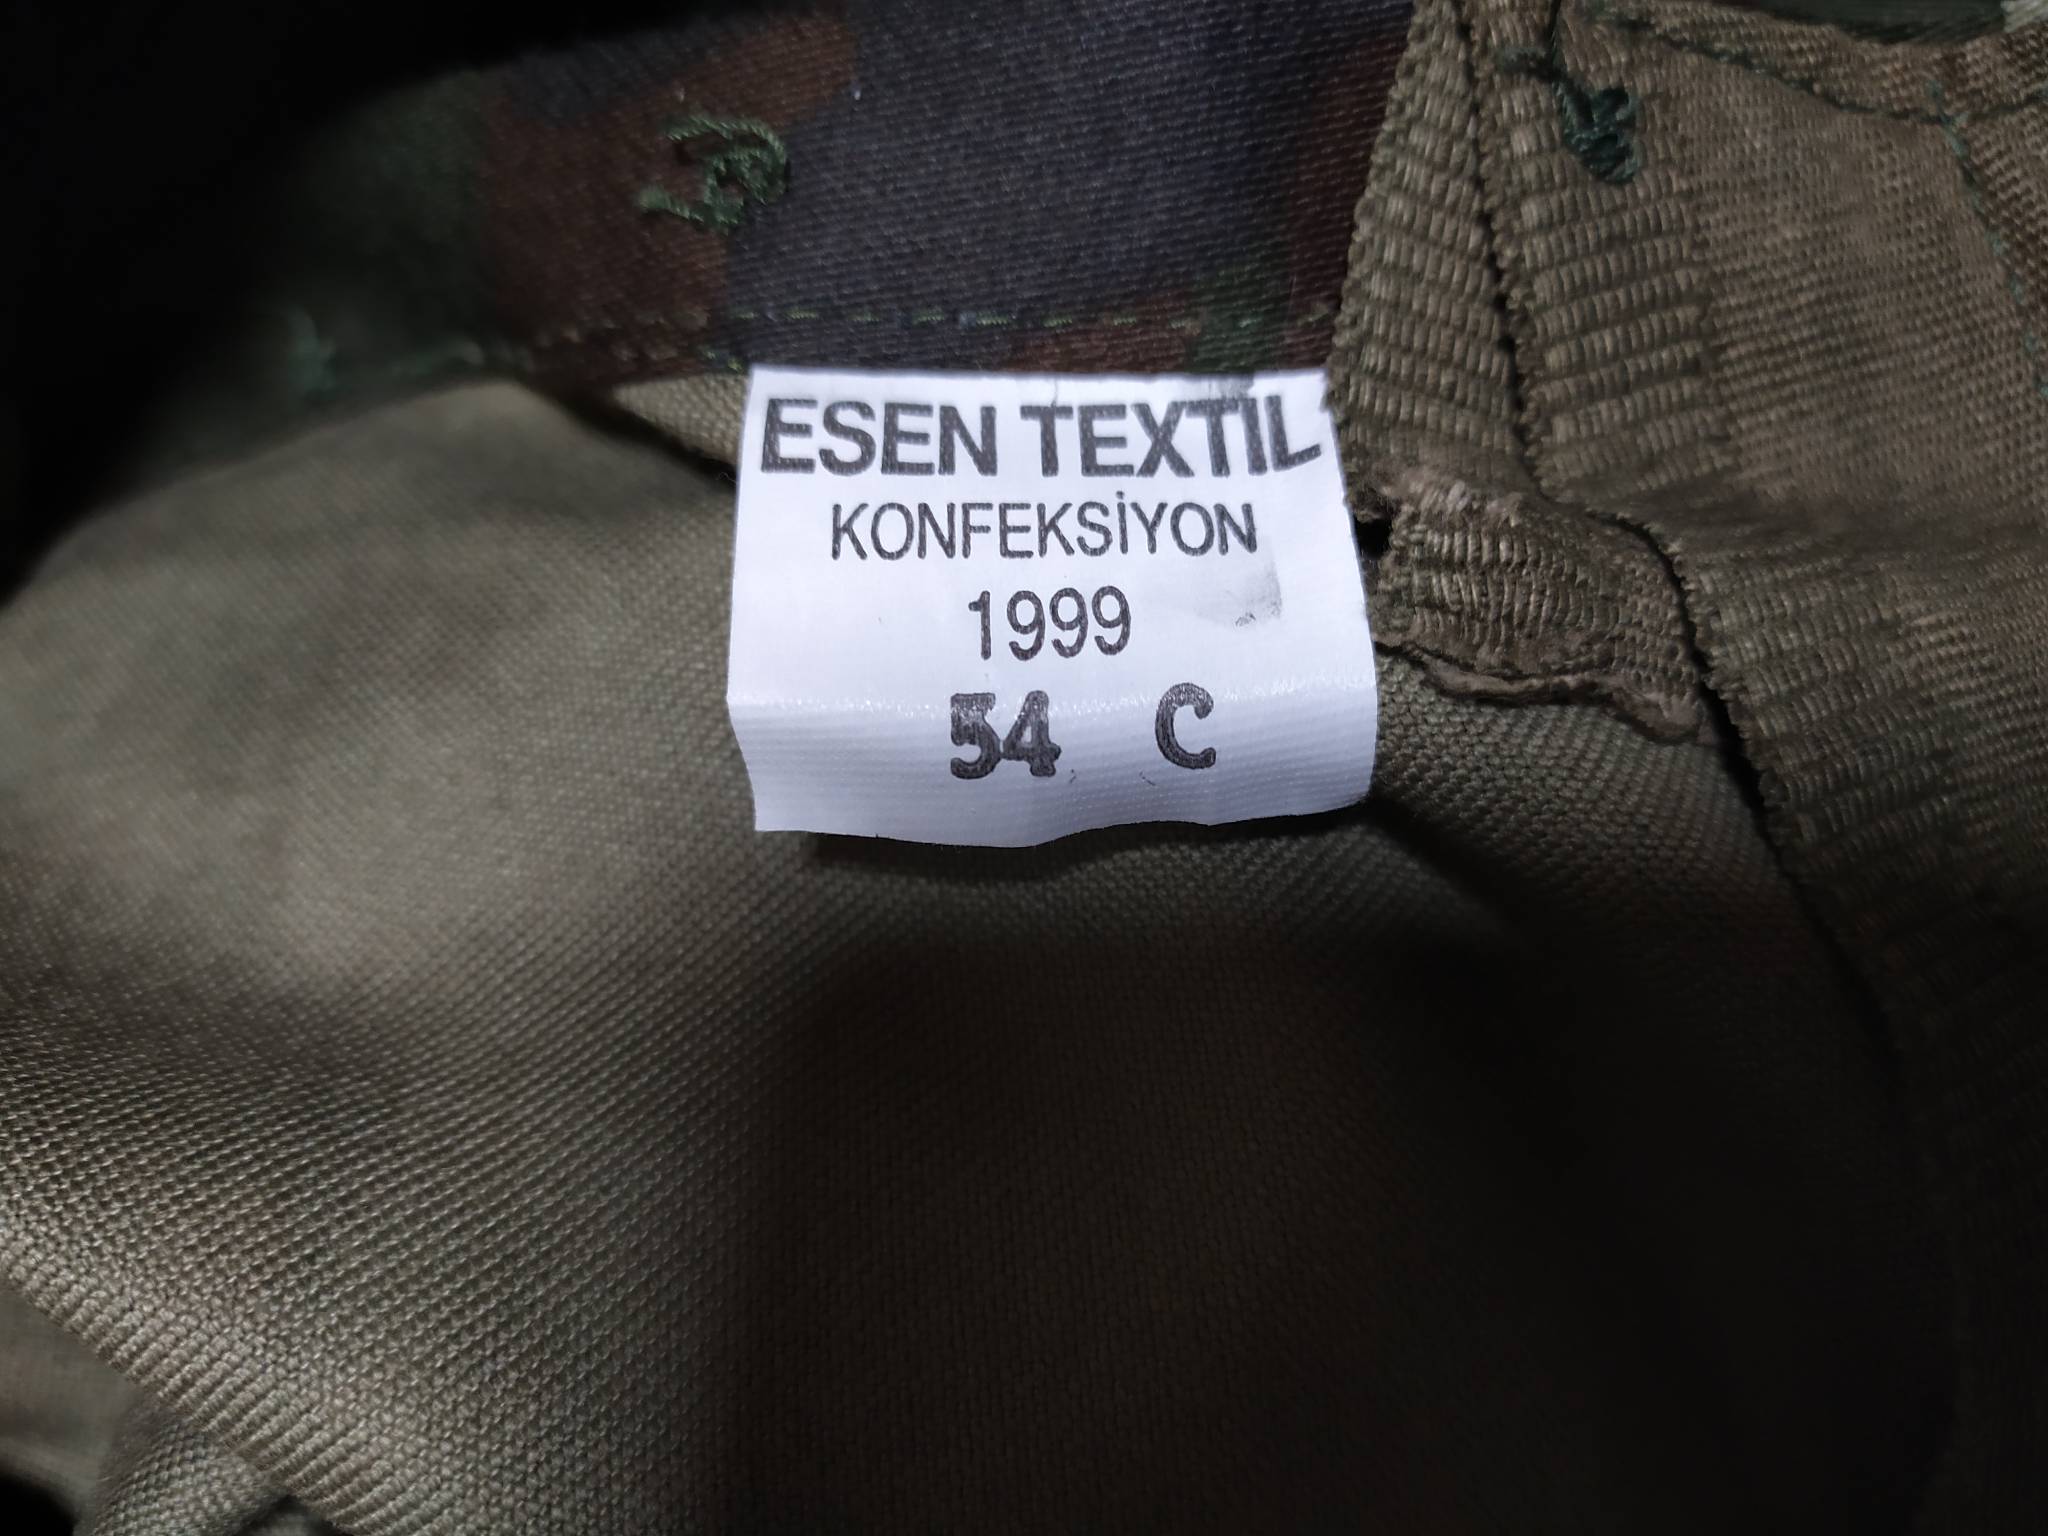 ESEN TEXTIL
KONFEKSİYON
1999
54 C